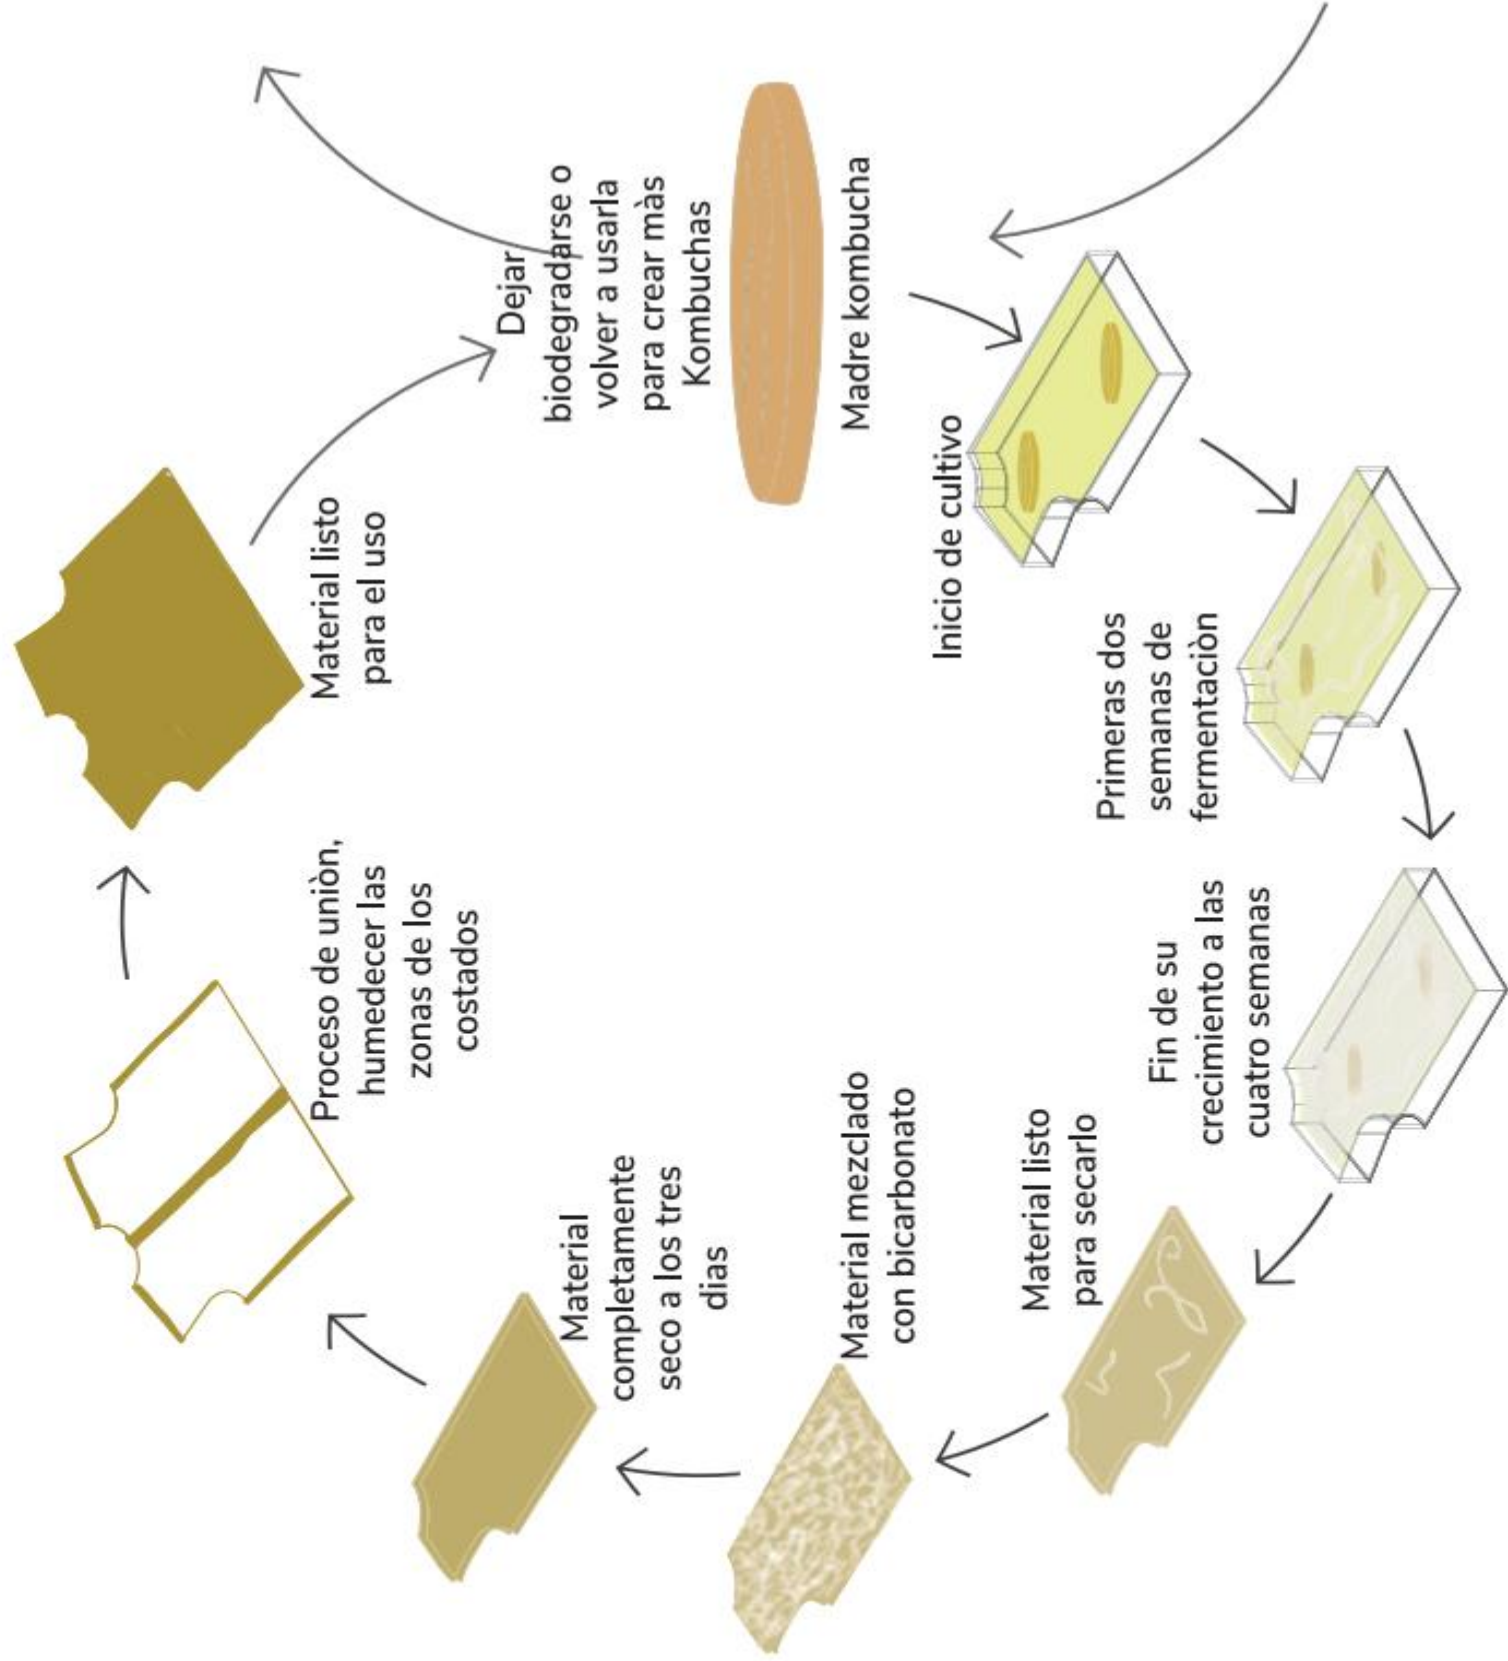 Madre kombucha
Inicio de cultivo
Primeras dos
semanas de
fermentaciòn
Fin de su
crecimiento a las
cuatro semanas
Material listo
para secarlo
Material mezclado
con bicarbonato
Material
completamente
seco a los tres
dias
Proceso de uniòn,
humedecer las
zonas de los
costados
Material listo
para el uso
Dejar
biodegradarse o
volver a usarla
para crear màs
Kombuchas